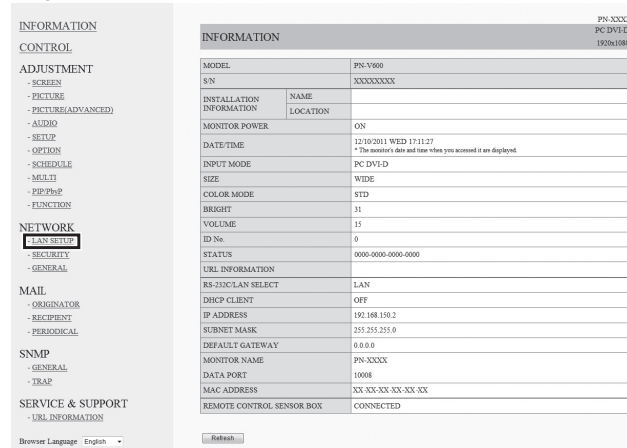 INFORMATION
CONTROL
ADJUSTMENT
- SCREEN
- PICTURE
- PICTURE(ADVANCED)
- AUDIO
- SETUP
- OPTION
- SCHEDULE
- MULTI
- PIP/PbyP
- FUNCTION
NETWORK
- LAN SETUP
- SECURITY
- GENERAL
MAIL
- ORIGINATOR
- RECIPIENT
- PERIODICAL
SNMP
- GENERAL
- TRAP
SERVICE & SUPPORT
- URL INFORMATION
Browser Language English
PN-XXX
INFORMATION
PC DVI-D
1920x108
MODEL PN-V600
S/N XXXXXXXX
INSTALLATION INFORMATION NAME
LOCATION
MONITOR POWER ON
DATE/TIME 12/10/2011 WED 17:11:27
* The monitor's date and time when you accessed it are displayed.
INPUT MODE PC DVI-D
SIZE WIDE
COLOR MODE STD
BRIGHT 31
VOLUME 15
ID No. 0
STATUS 0000-0000-0000-0000
URL INFORMATION
RS-232C/LAN SELECT LAN
DHCP CLIENT OFF
IP ADDRESS 192.168.150.2
SUBNET MASK 255.255.255.0
DEFAULT GATEWAY 0.0.0.0
MONITOR NAME PN-XXXX
DATA PORT 10008
MAC ADDRESS XX-XX-XX-XX-XX-XX
REMOTE CONTROL SENSOR BOX CONNECTED
Refresh